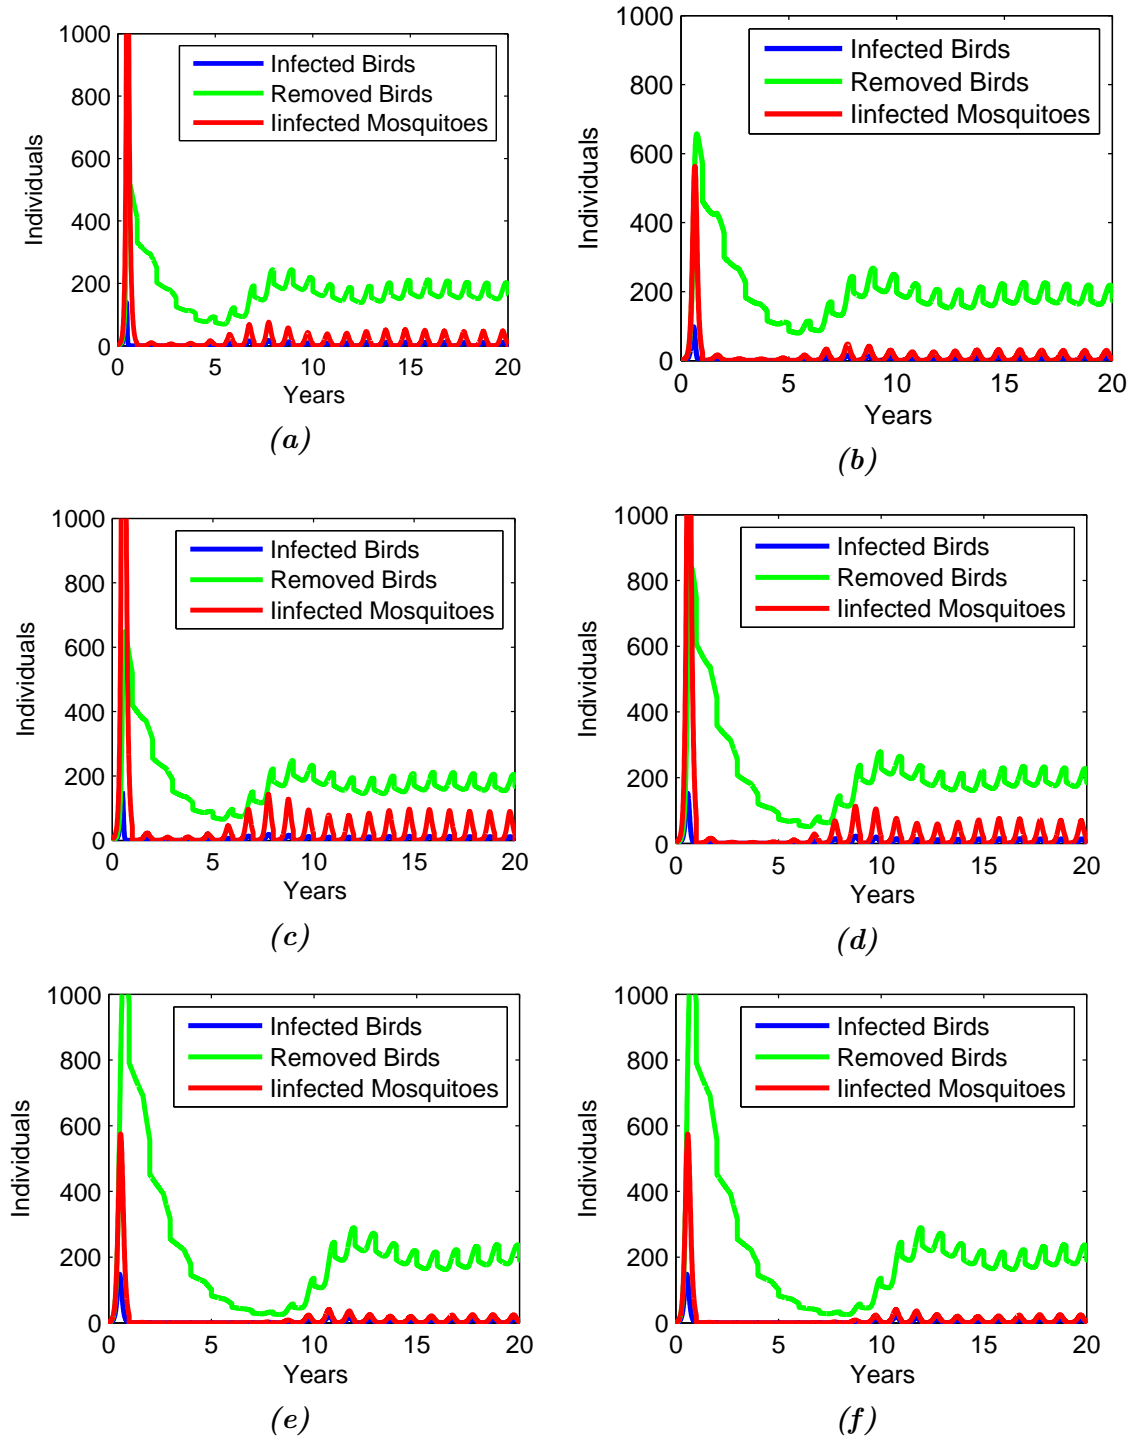 1000
800
600
400
200
0
Individuals
Infected Birds
Removed Birds
Iinfected Mosquitoes
0 5 10 15 20
Years
(a)
1000
800
600
400
200
0
Individuals
Infected Birds
Removed Birds
Iinfected Mosquitoes
0 5 10 15 20
Years
(b)
1000
800
600
400
200
0
Individuals
Infected Birds
Removed Birds
Iinfected Mosquitoes
0 5 10 15 20
Years
(c)
1000
800
600
400
200
0
Individuals
Infected Birds
Removed Birds
Iinfected Mosquitoes
0 5 10 15 20
Years
(d)
1000
800
600
400
200
0
Individuals
Infected Birds
Removed Birds
Iinfected Mosquitoes
0 5 10 15 20
Years
(e)
1000
800
600
400
200
0
Individuals
Infected Birds
Removed Birds
Iinfected Mosquitoes
0 5 10 15 20
Years
(f)